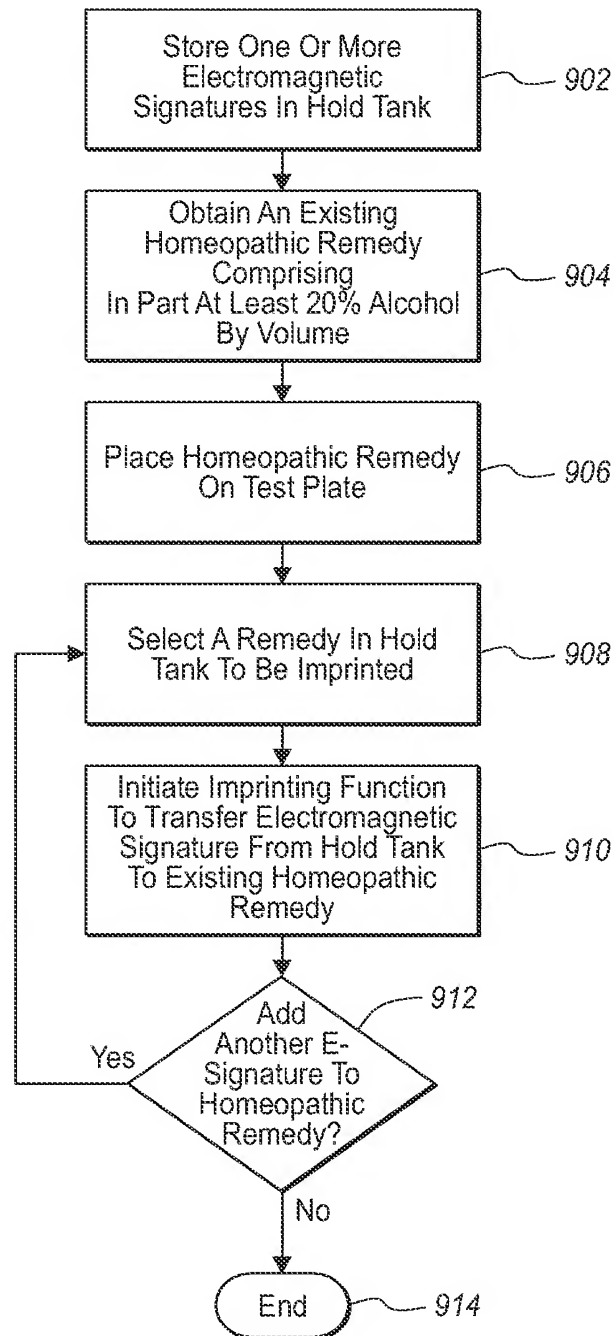 Store One Or More
Electromagnetic
Signatures In Hold Tank
902
Obtain An Existing
Homeopathic Remedy
Comprising
In Part At Least 20% Alcohol
By Volume
904
Place Homeopathic Remedy
On Test Plate
906
Select A Remedy In Hold
Tank To Be Imprinted
908
Initiate Imprinting Function
To Transfer Electromagnetic
Signature From Hold Tank
To Existing Homeopathic
Remedy
910
912
Add
Another E-
Signature To
Homeopathic
Remedy?
Yes
No
End
914